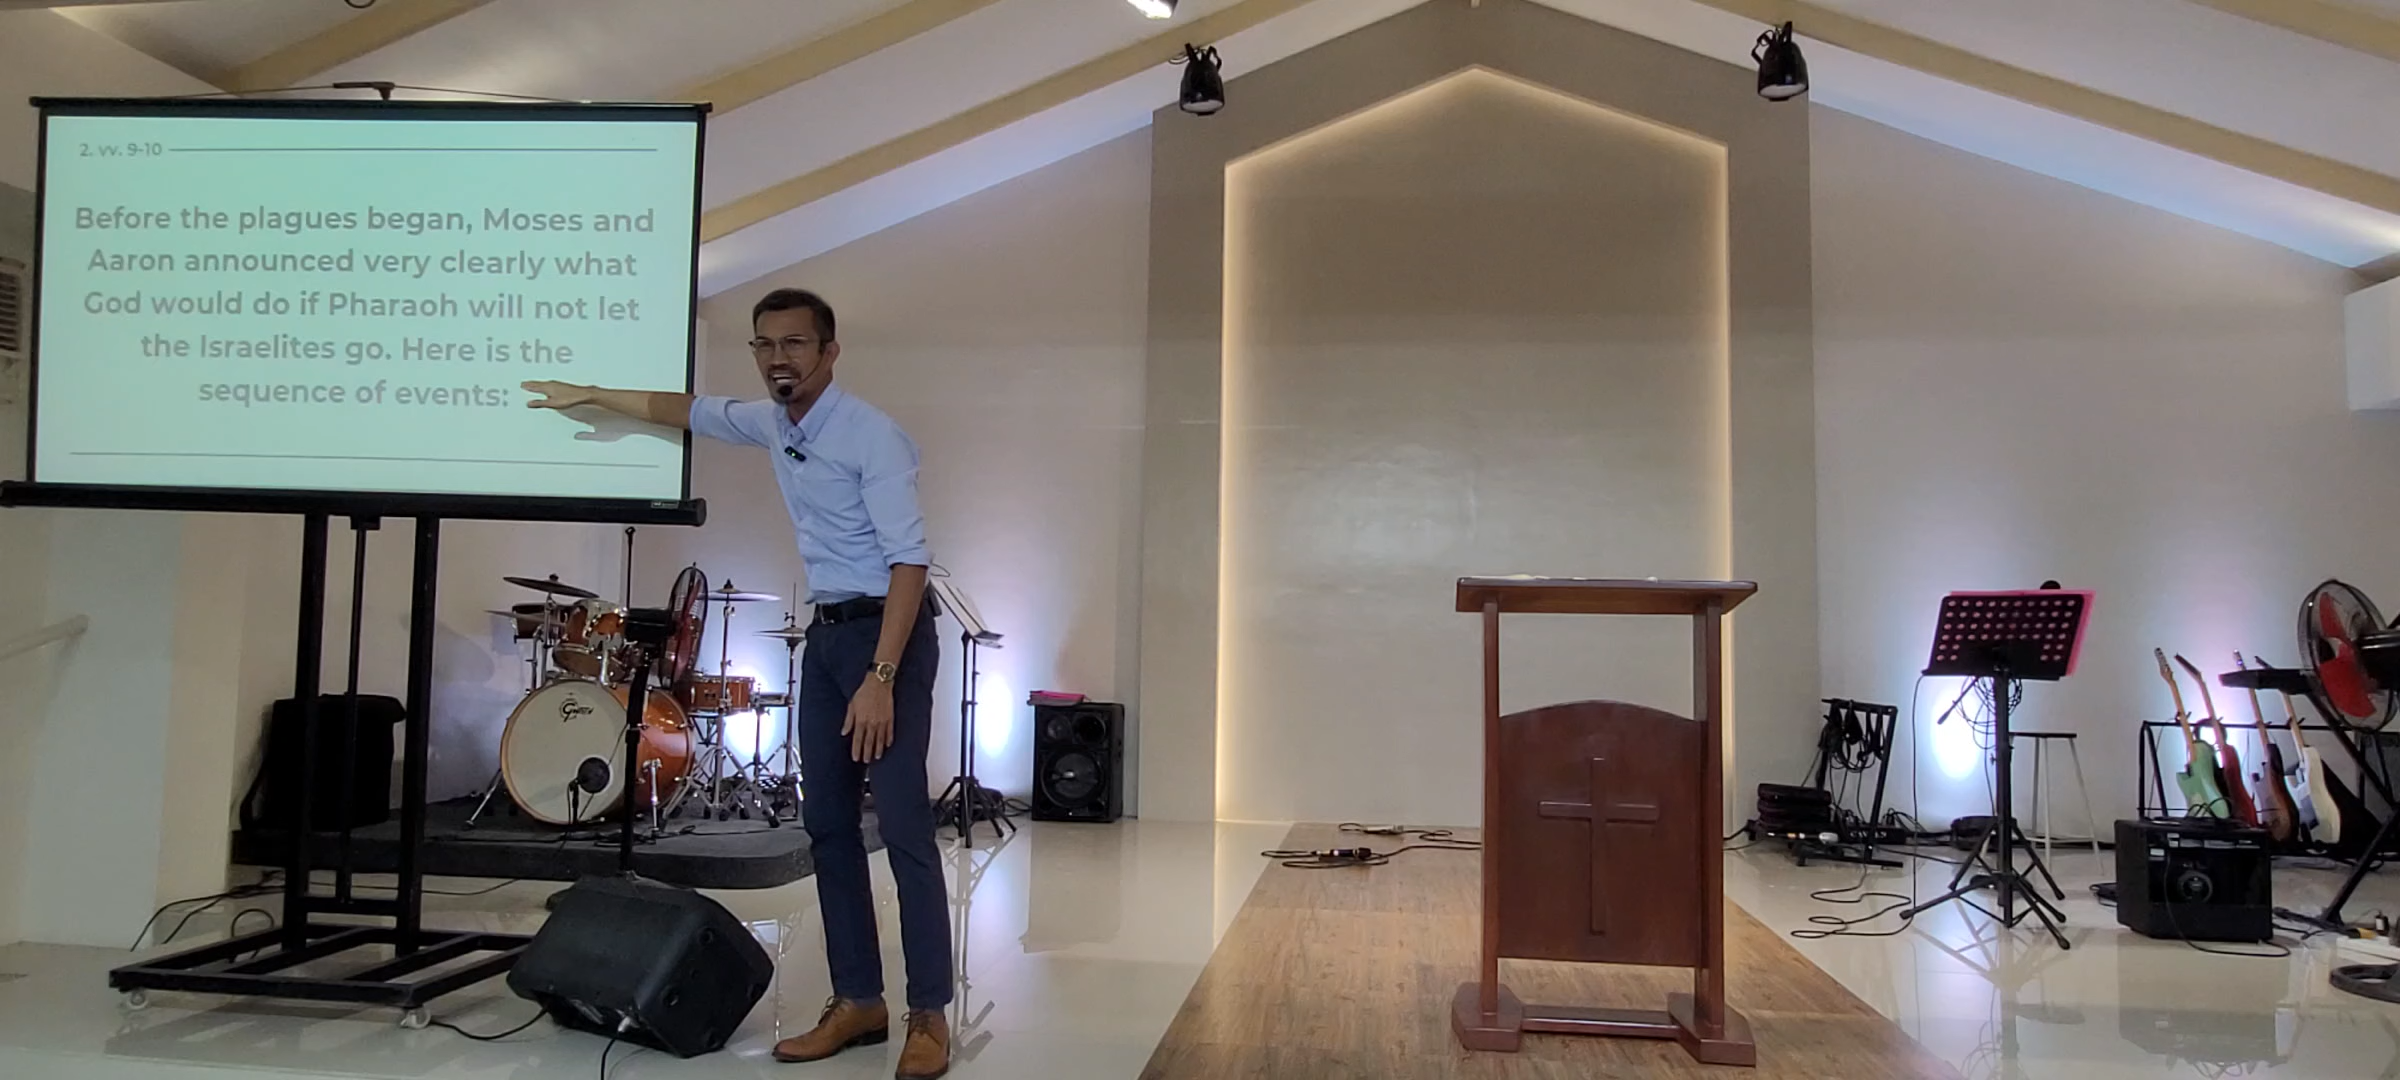 2. vv. 9-10
Before the plagues began, Moses and
Aaron announced very clearly what
God would do if Pharaoh will not let
the Israelites go. Here is the
sequence of events:
Gretsch